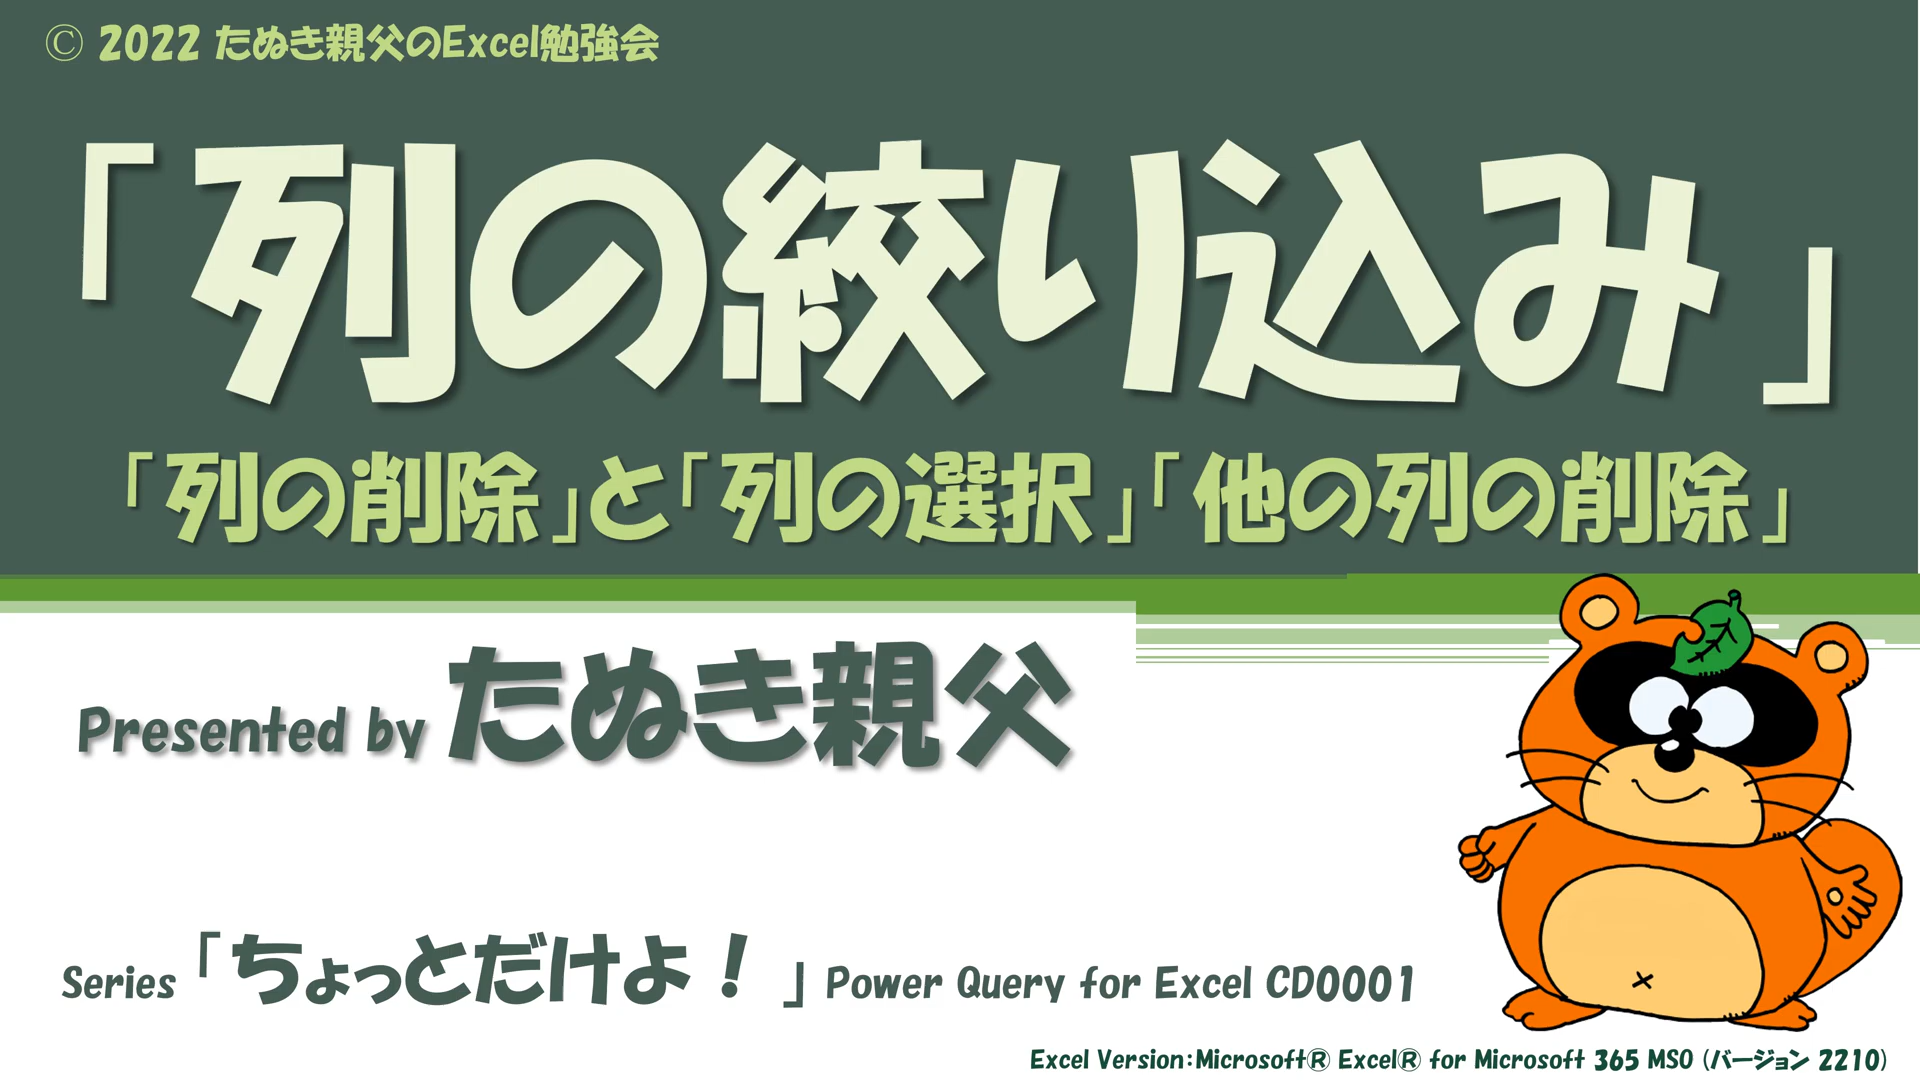 © 2022 たぬき親父のExcel勉強会
「列の絞り込み」
「列の削除」と「列の選択」「他の列の削除」
Presented by たぬき親父
Series「ちょっとだけよ！」Power Query for Excel CD0001
Excel Version:Microsoft® Excel® for Microsoft 365 MSO (バージョン 2210)